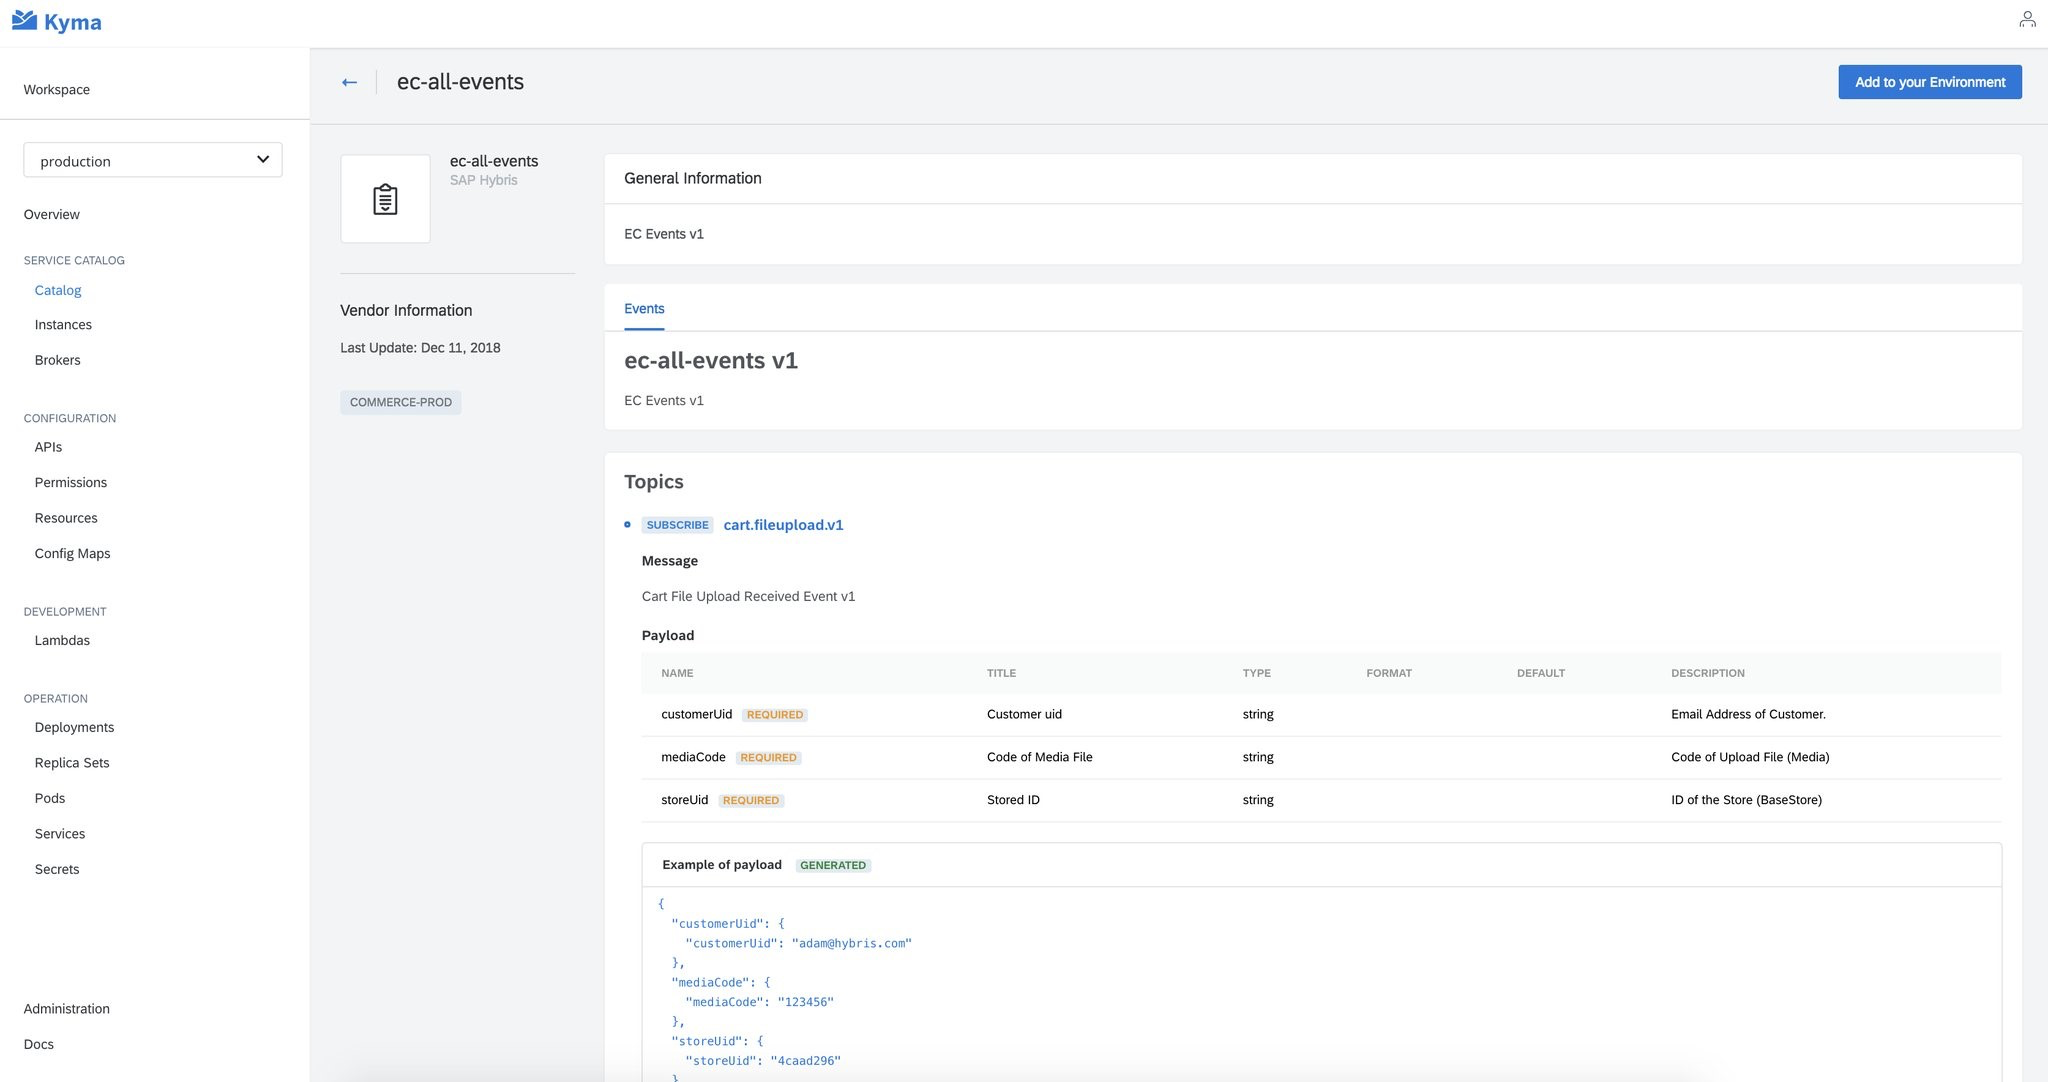 Kyma
Workspace
production
Overview
SERVICE CATALOG
Catalog
Instances
Brokers
CONFIGURATION
APIs
Permissions
Resources
Config Maps
DEVELOPMENT
Lambdas
OPERATION
Deployments
Replica Sets
Pods
Services
Secrets
Administration
Docs
ec-all-events
Add to your Environment
ec-all-events
SAP Hybris
Vendor Information
Last Update: Dec 11, 2018
COMMERCE-PROD
General Information
EC Events v1
Events
ec-all-events v1
EC Events v1
Topics
SUBSCRIBE cart.fileupload.v1
Message
Cart File Upload Received Event v1
Payload
NAME TITLE TYPE FORMAT DEFAULT DESCRIPTION
customerUid REQUIRED Customer uid string Email Address of Customer.
mediaCode REQUIRED Code of Media File string Code of Upload File (Media)
storeUid REQUIRED Stored ID string ID of the Store (BaseStore)
Example of payload GENERATED
{
"customerUid": {
"customerUid": "adam@hybris.com"
},
"mediaCode": {
"mediaCode": "123456"
},
"storeUid": {
"storeUid": "4caad296"
}